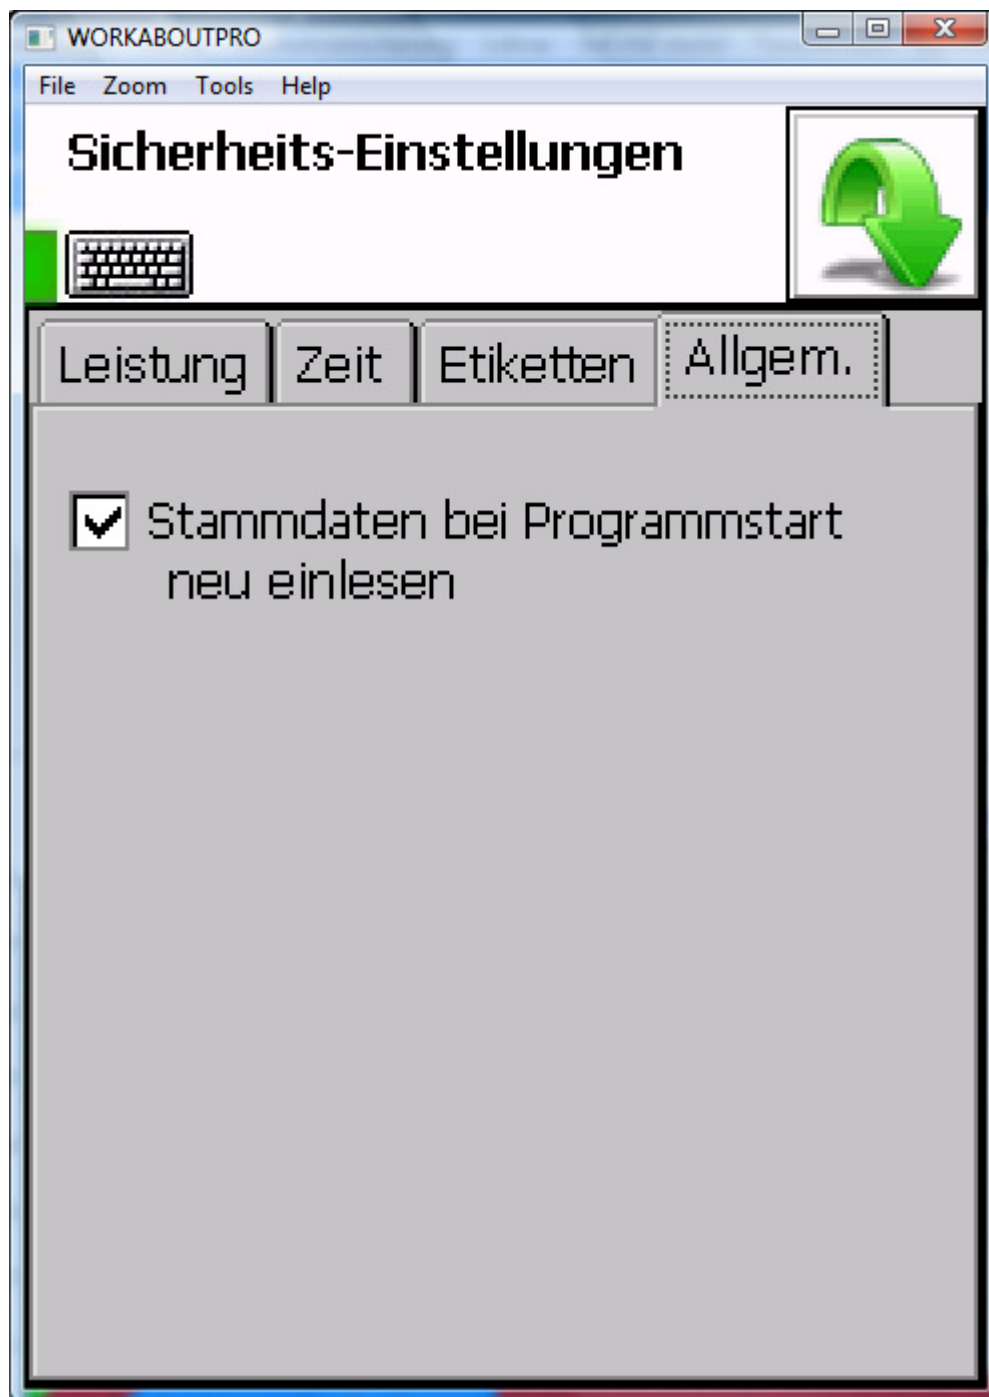 WORKABOUTPRO
File Zoom Tools Help
Sicherheits-Einstellungen
Leistung Zeit Etiketten Allgem.
Stammdaten bei Programmstart
neu einlesen